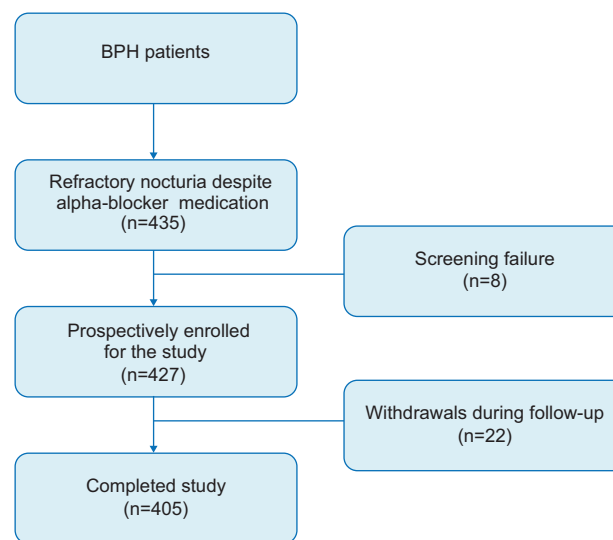 BPH patients
Refractory nocturia despite
alpha-blocker medication
(n=435)
Screening failure
(n=8)
Prospectively enrolled
for the study
(n=427)
Withdrawals during follow-up
(n=22)
Completed study
(n=405)